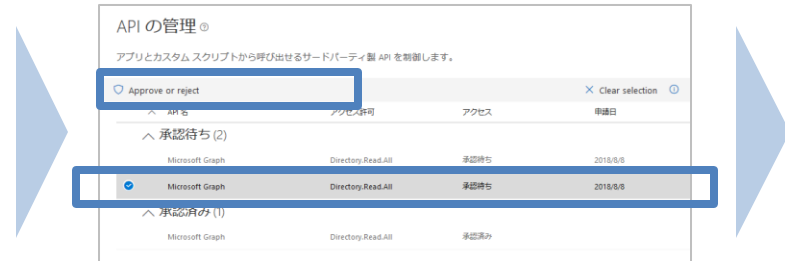 API の管理
アプリとカスタム スクリプトから呼び出せるサードパーティ製 API を制御します。
Approve or reject
Clear selection
API 名 アクセス許可 アクセス 申請日
承認待ち (2)
Microsoft Graph Directory.Read.All 承認待ち 2018/8/8
Microsoft Graph Directory.Read.All 承認待ち 2018/8/8
承認済み (1)
Microsoft Graph Directory.Read.All 承認済み